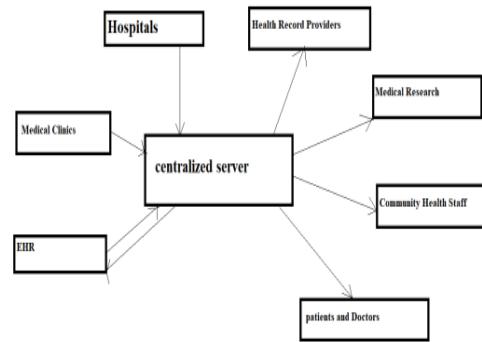 Hospitals
Health Record Providers
Medical Research
Medical Clinics
centralized server
Community Health Staff
EHR
patients and Doctors